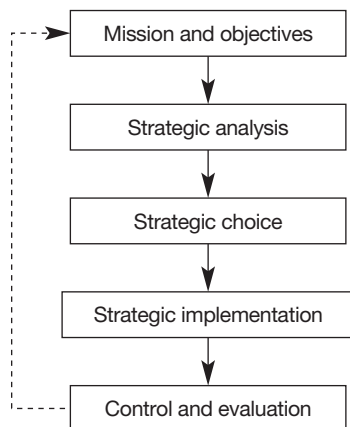 Mission and objectives
Strategic analysis
Strategic choice
Strategic implementation
Control and evaluation